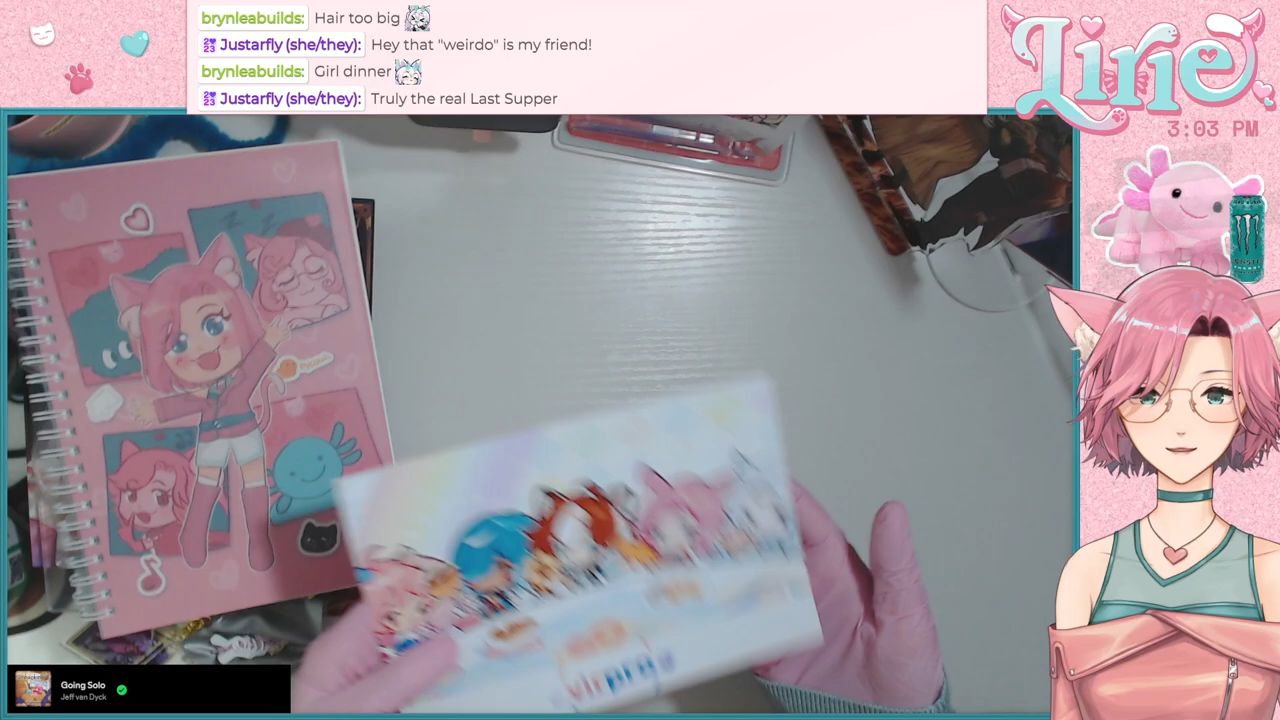 brynleabuilds: Hair too big
Justarfly (she/they): Hey that "weirdo" is my friend!
brynleabuilds: Girl dinner
Justarfly (she/they): Truly the real Last Supper
Lirie
3:03 PM
Going Solo
Jeff van Dyck